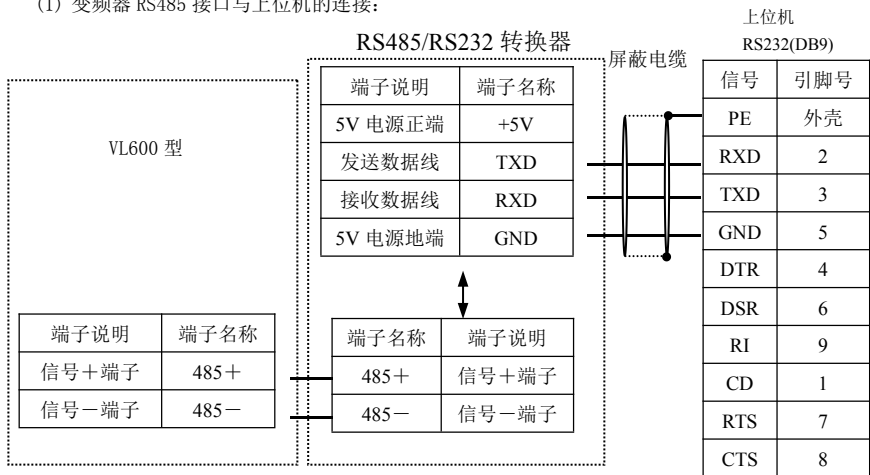 (1) 变频器 RS485 接口与上位机的连接:
上位机
RS485/RS232 转换器
RS232(DB9)
屏蔽电缆
端子说明 端子名称
5V 电源正端 +5V
发送数据线 TXD
接收数据线 RXD
5V 电源地端 GND
信号 引脚号
PE 外壳
RXD 2
TXD 3
GND 5
DTR 4
DSR 6
RI 9
CD 1
RTS 7
CTS 8
VL600 型
端子说明 端子名称
信号+端子 485+
信号-端子 485-
端子名称 端子说明
485+ 信号+端子
485- 信号-端子